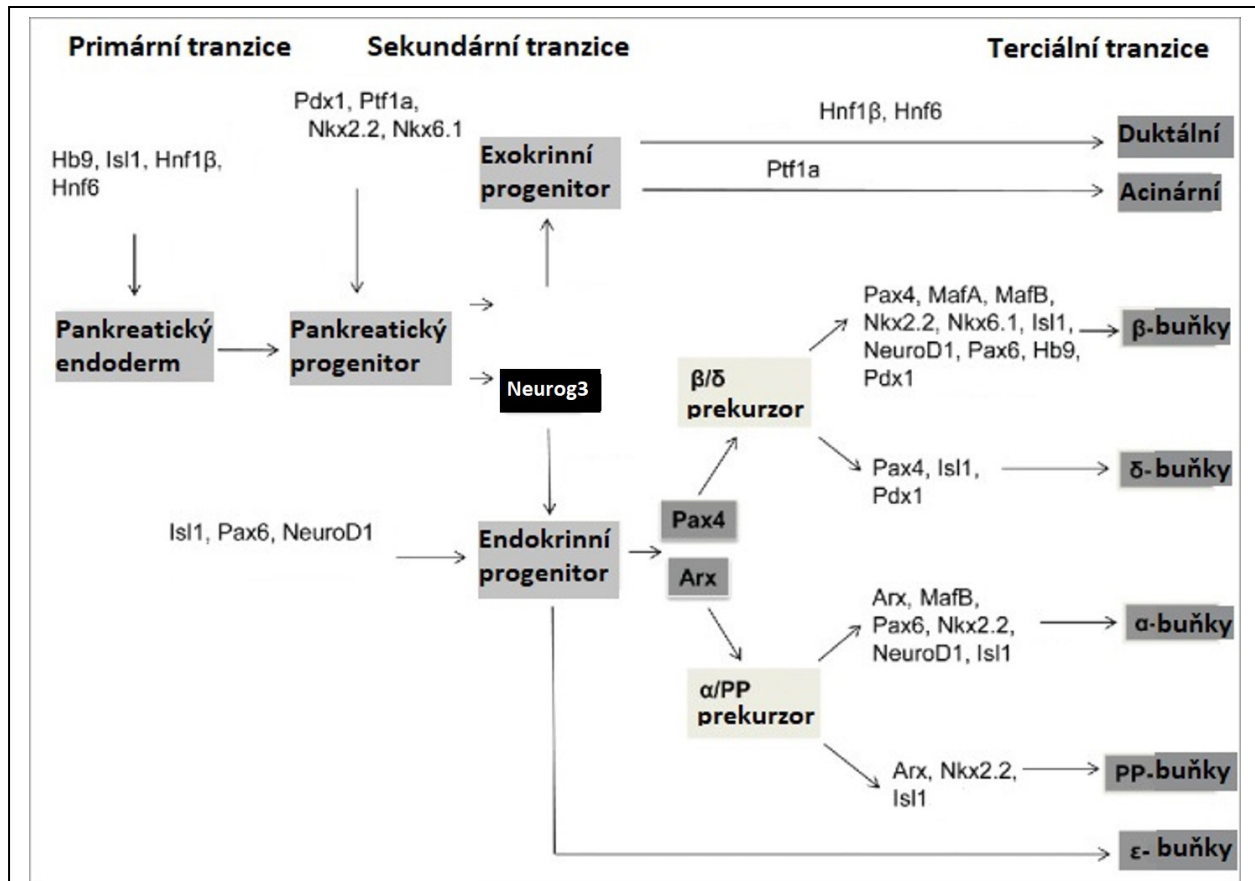 Primární tranzice
Sekundární tranzice
Terciální tranzice
Pdx1, Ptf1a,
Nkx2.2, Nkx6.1
Hb9, Isl1, Hnf1β,
Hnf6
Exokrinní
progenitor
Hnf1β, Hnf6
Duktální
Ptf1a
Acinární
Pankreatický
endoderm
Pankreatický
progenitor
Neurog3
β/δ
prekurzor
Pax4, MafA, MafB,
Nkx2.2, Nkx6.1, Isl1,
NeuroD1, Pax6, Hb9,
Pdx1
β-buňky
Pax4, Isl1,
Pdx1
δ-buňky
Isl1, Pax6, NeuroD1
Endokrinní
progenitor
Pax4
Arx
Arx, MafB,
Pax6, Nkx2.2,
NeuroD1, Isl1
α-buňky
α/PP
prekurzor
Arx, Nkx2.2,
Isl1
PP-buňky
ε- buňky